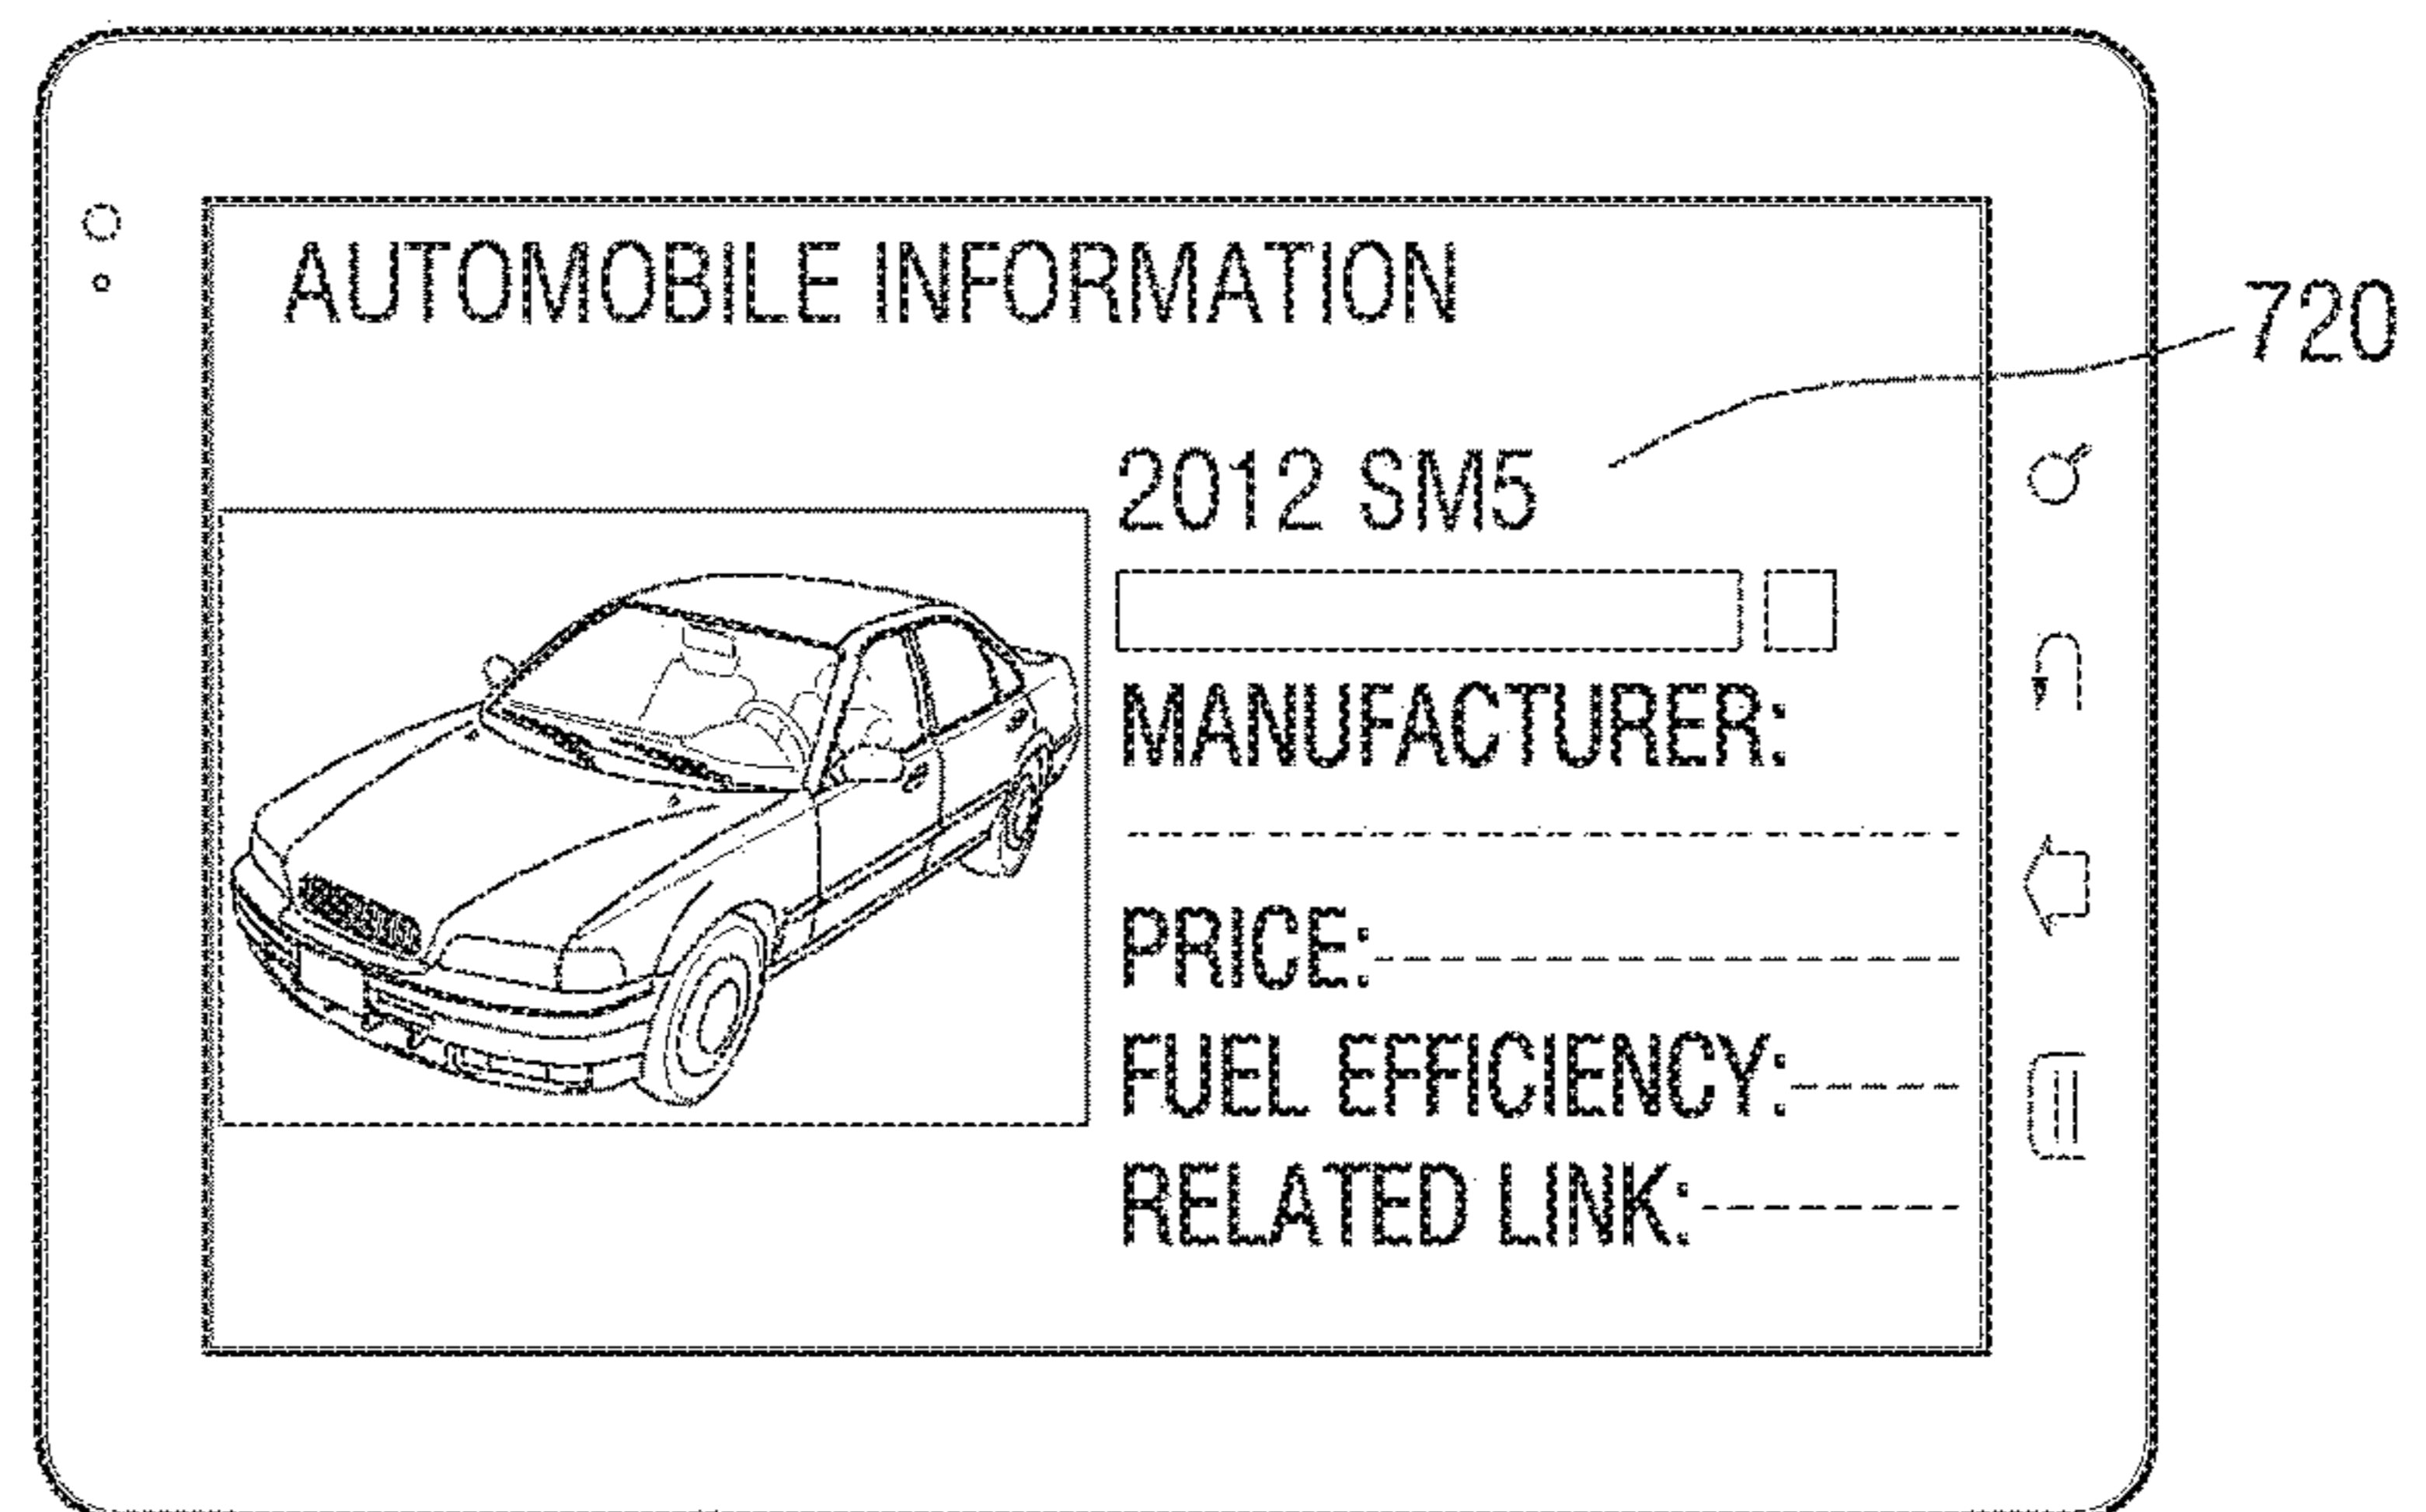 AUTOMOBILE INFORMATION
720
2012 SM5
MANUFACTURER:
PRICE:
FUEL EFFICIENCY:
RELATED LINK: